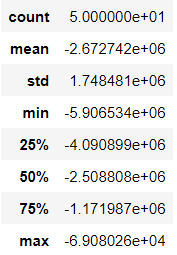 count 5.000000e+01
mean -2.672742e+06
std 1.748481e+06
min -5.906534e+06
25% -4.090899e+06
50% -2.508808e+06
75% -1.171987e+06
max -6.908026e+04